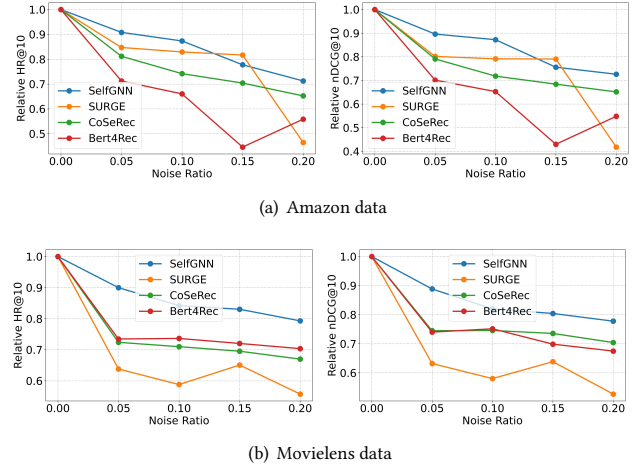 1.0
0.9
0.8
0.7
0.6
0.5
Relative HR@10
SelfGNN
SURGE
CoSeRec
Bert4Rec
0.00 0.05 0.10 0.15 0.20
Noise Ratio
1.0
0.9
0.8
0.7
0.6
0.5
0.4
Relative nDCG@10
SelfGNN
SURGE
CoSeRec
Bert4Rec
0.00 0.05 0.10 0.15 0.20
Noise Ratio
(a) Amazon data
1.0
0.9
0.8
0.7
0.6
Relative HR@10
SelfGNN
SURGE
CoSeRec
Bert4Rec
0.00 0.05 0.10 0.15 0.20
Noise Ratio
1.0
0.9
0.8
0.7
0.6
Relative nDCG@10
SelfGNN
SURGE
CoSeRec
Bert4Rec
0.00 0.05 0.10 0.15 0.20
Noise Ratio
(b) Movielens data